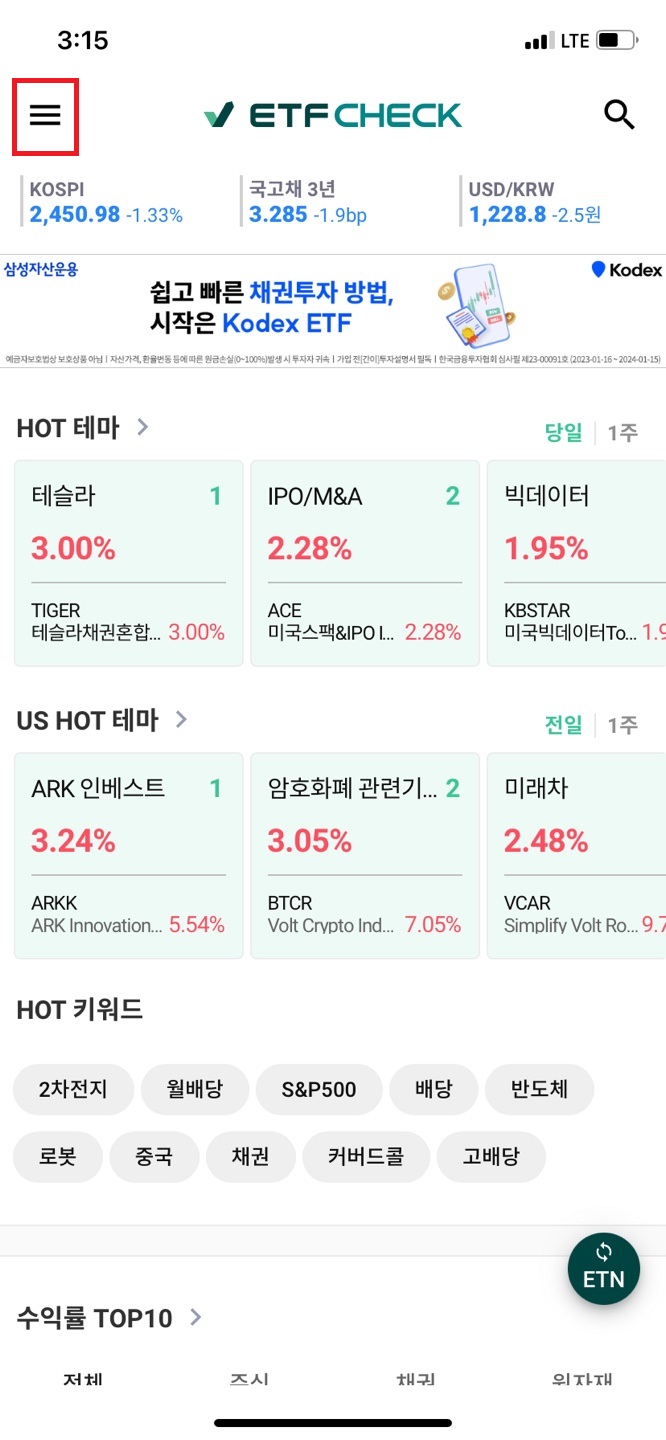 3:15 LTE
ETFCHECK
KOSPI 국고채 3년 USD/KRW
2,450.98 -1.33% 3.285 -1.9bp 1,228.8 -2.5원
삼성자산운용 Kodex
쉽고 빠른 채권투자 방법,
시작은 Kodex ETF
예금자보호법상 보호상품 아님 | 자산가격, 환율변동 등에 따른 원금손실(0~100%)발생 시 투자자 귀속 | 가입 전(간이)투자설명서 필독 | 한국금융투자협회 심사필 제23-00091호 (2023-01-16 ~ 2024-01-15)
HOT 테마 당일 | 1주
테슬라 1 IPO/M&A 2 빅데이터
3.00% 2.28% 1.95%
TIGER ACE KBSTAR
테슬라채권혼합... 3.00% 미국스팩&IPO I... 2.28% 미국빅데이터To... 1.9
US HOT 테마 전일 | 1주
ARK 인베스트 1 암호화폐 관련기... 2 미래차
3.24% 3.05% 2.48%
ARKK BTCR VCAR
ARK Innovation... 5.54% Volt Crypto Ind... 7.05% Simplify Volt Ro... 9.7
HOT 키워드
2차전지 월배당 S&P500 배당 반도체
로봇 중국 채권 커버드콜 고배당
ETN
수익률 TOP10
전체 주식 채권 원자재